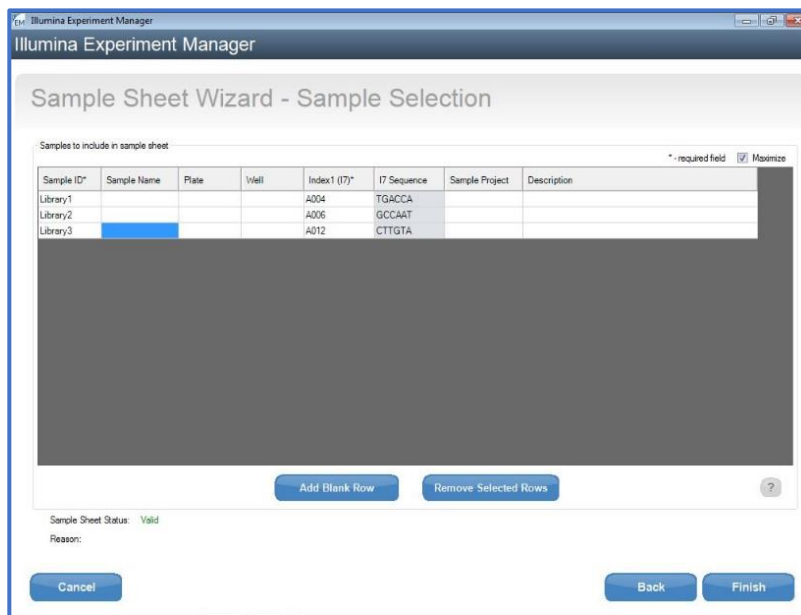 EM Illumina Experiment Manager
Illumina Experiment Manager
Sample Sheet Wizard - Sample Selection
Samples to include in sample sheet
* - required field Maximize
Sample ID* Sample Name Plate Well Index1 (I7)* I7 Sequence Sample Project Description
Library1 A004 TGACCA
Library2 A006 GCCAAT
Library3 A012 CTTGTA
Add Blank Row Remove Selected Rows ?
Sample Sheet Status: Valid
Reason:
Cancel Back Finish